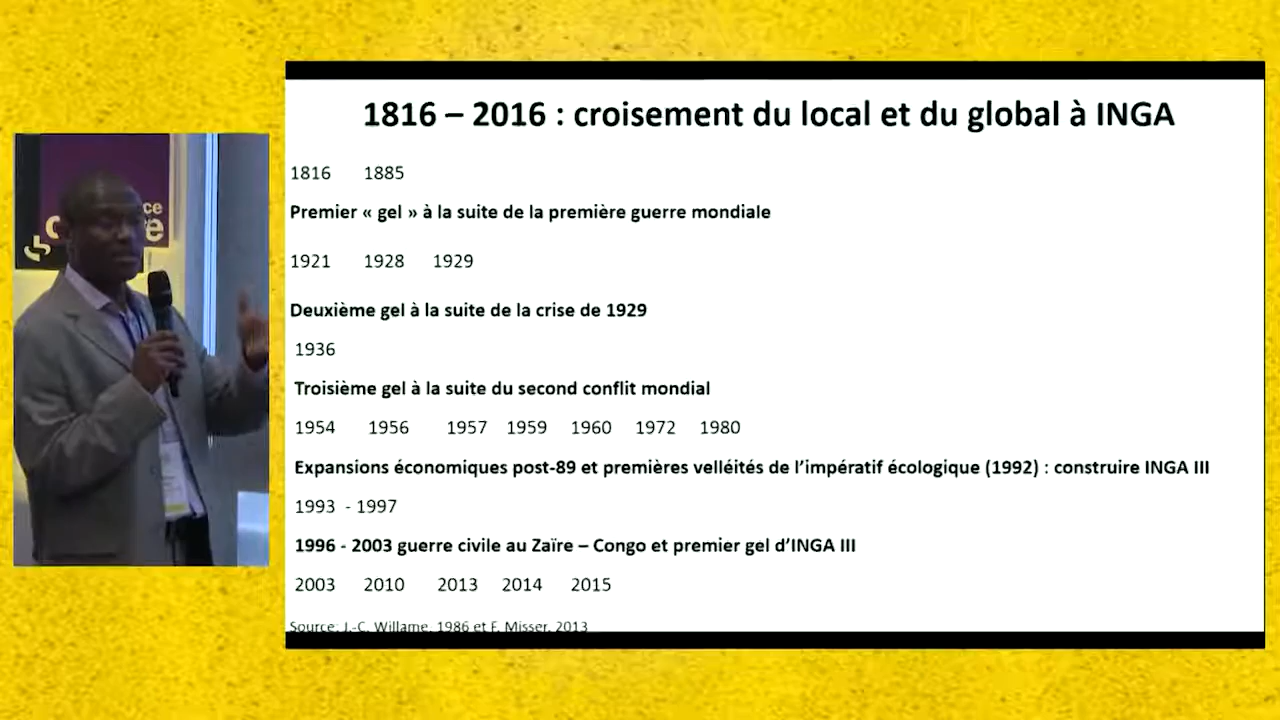 1816 – 2016 : croisement du local et du global à INGA
1816 1885
Premier « gel » à la suite de la première guerre mondiale
1921 1928 1929
Deuxième gel à la suite de la crise de 1929
1936
Troisième gel à la suite du second conflit mondial
1954 1956 1957 1959 1960 1972 1980
Expansions économiques post-89 et premières velléités de l'impératif écologique (1992) : construire INGA III
1993 - 1997
1996 - 2003 guerre civile au Zaïre – Congo et premier gel d'INGA III
2003 2010 2013 2014 2015
Source: J.-C. Willame, 1986 et F. Misser, 2013